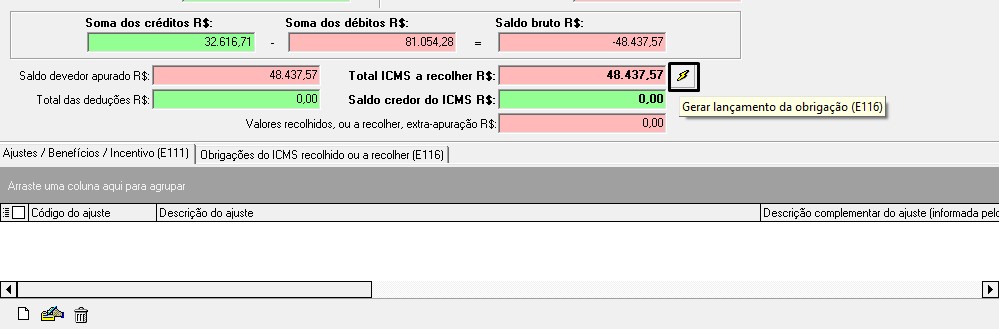 Soma dos créditos R$: Soma dos débitos R$: Saldo bruto R$:
32.616,71 - 81.054,28 = -48.437,57
Saldo devedor apurado R$: 48.437,57 Total ICMS a recolher R$: 48.437,57
Total das deduções R$: 0,00 Saldo credor do ICMS R$: 0,00
Gerar lançamento da obrigação (E116)
Valores recolhidos, ou a recolher, extra-apuração R$: 0,00
Ajustes / Benefícios / Incentivo (E111) Obrigações do ICMS recolhido ou a recolher (E116)
Arraste uma coluna aqui para agrupar
Código do ajuste Descrição do ajuste Descrição complementar do ajuste (informada pelo